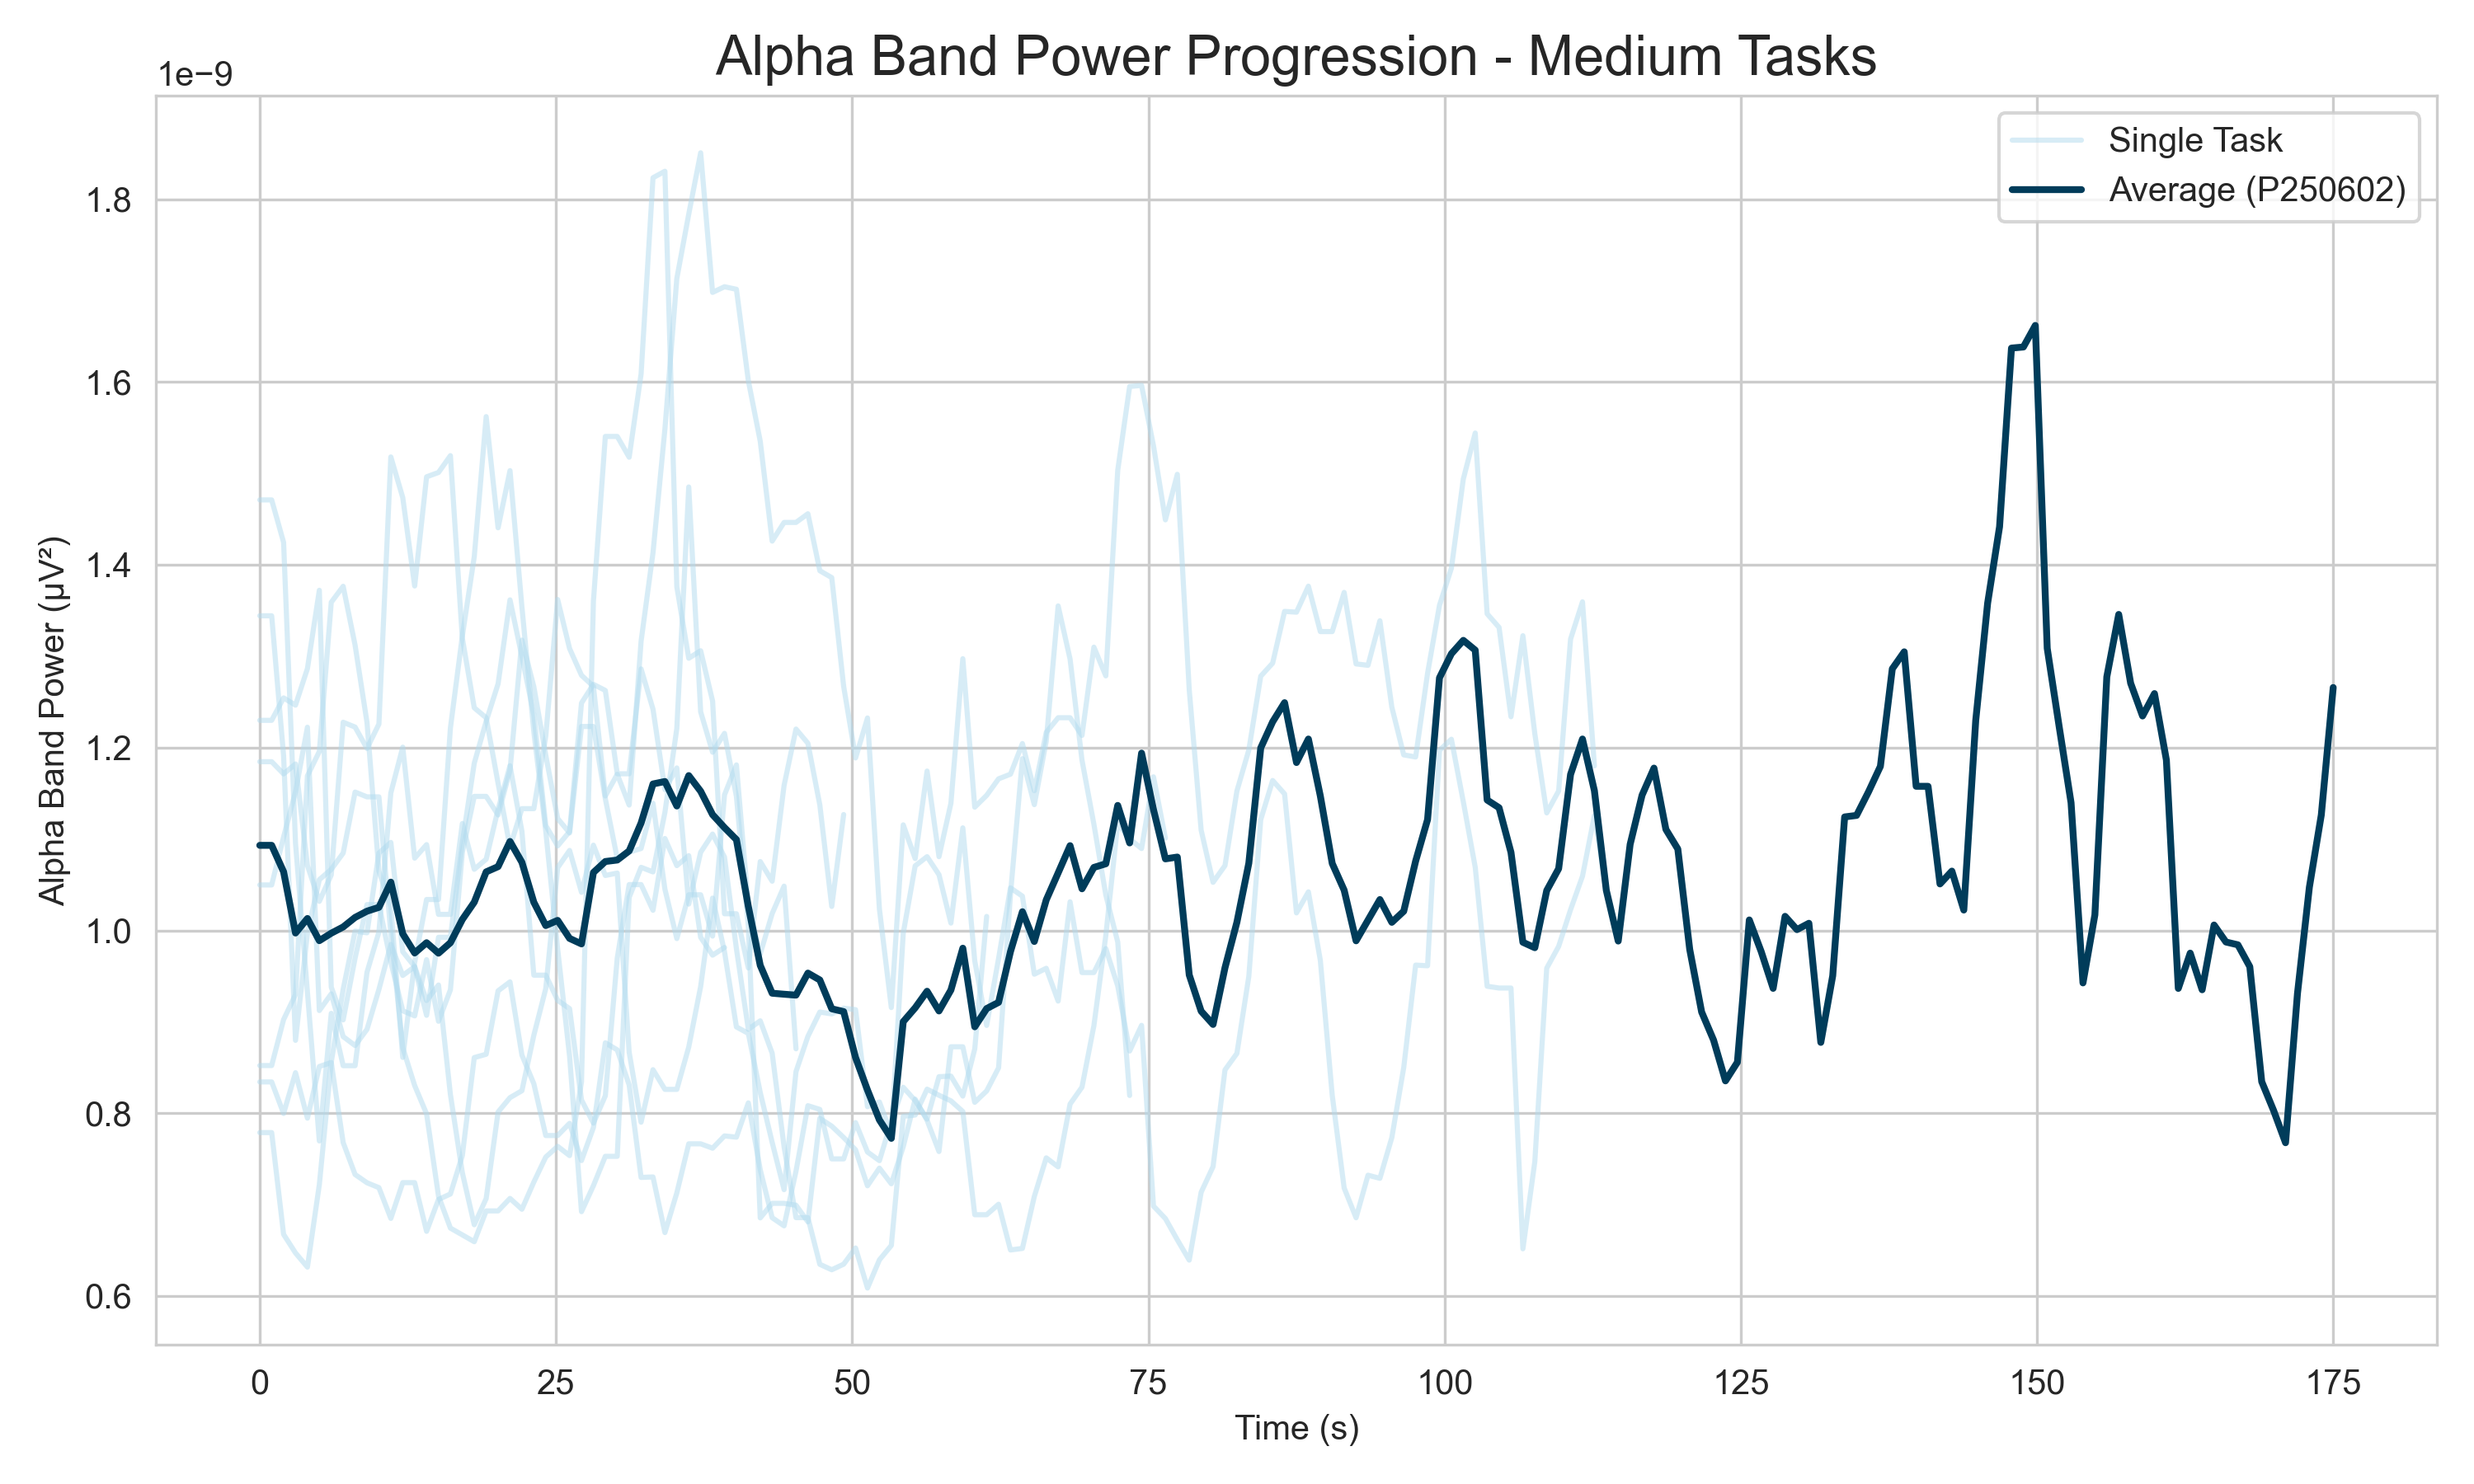 Alpha Band Power Progression - Medium Tasks
1e−9
Single Task
Average (P250602)
Alpha Band Power (µV²)
1.8
1.6
1.4
1.2
1.0
0.8
0.6
0 25 50 75 100 125 150 175
Time (s)